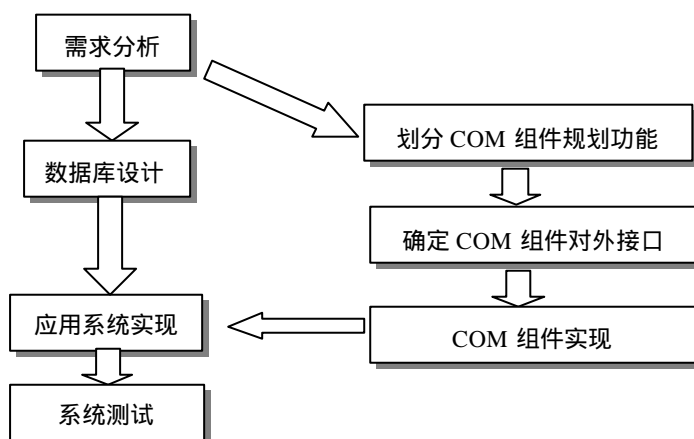 需求分析
划分 COM 组件规划功能
数据库设计
确定 COM 组件对外接口
应用系统实现
COM 组件实现
系统测试